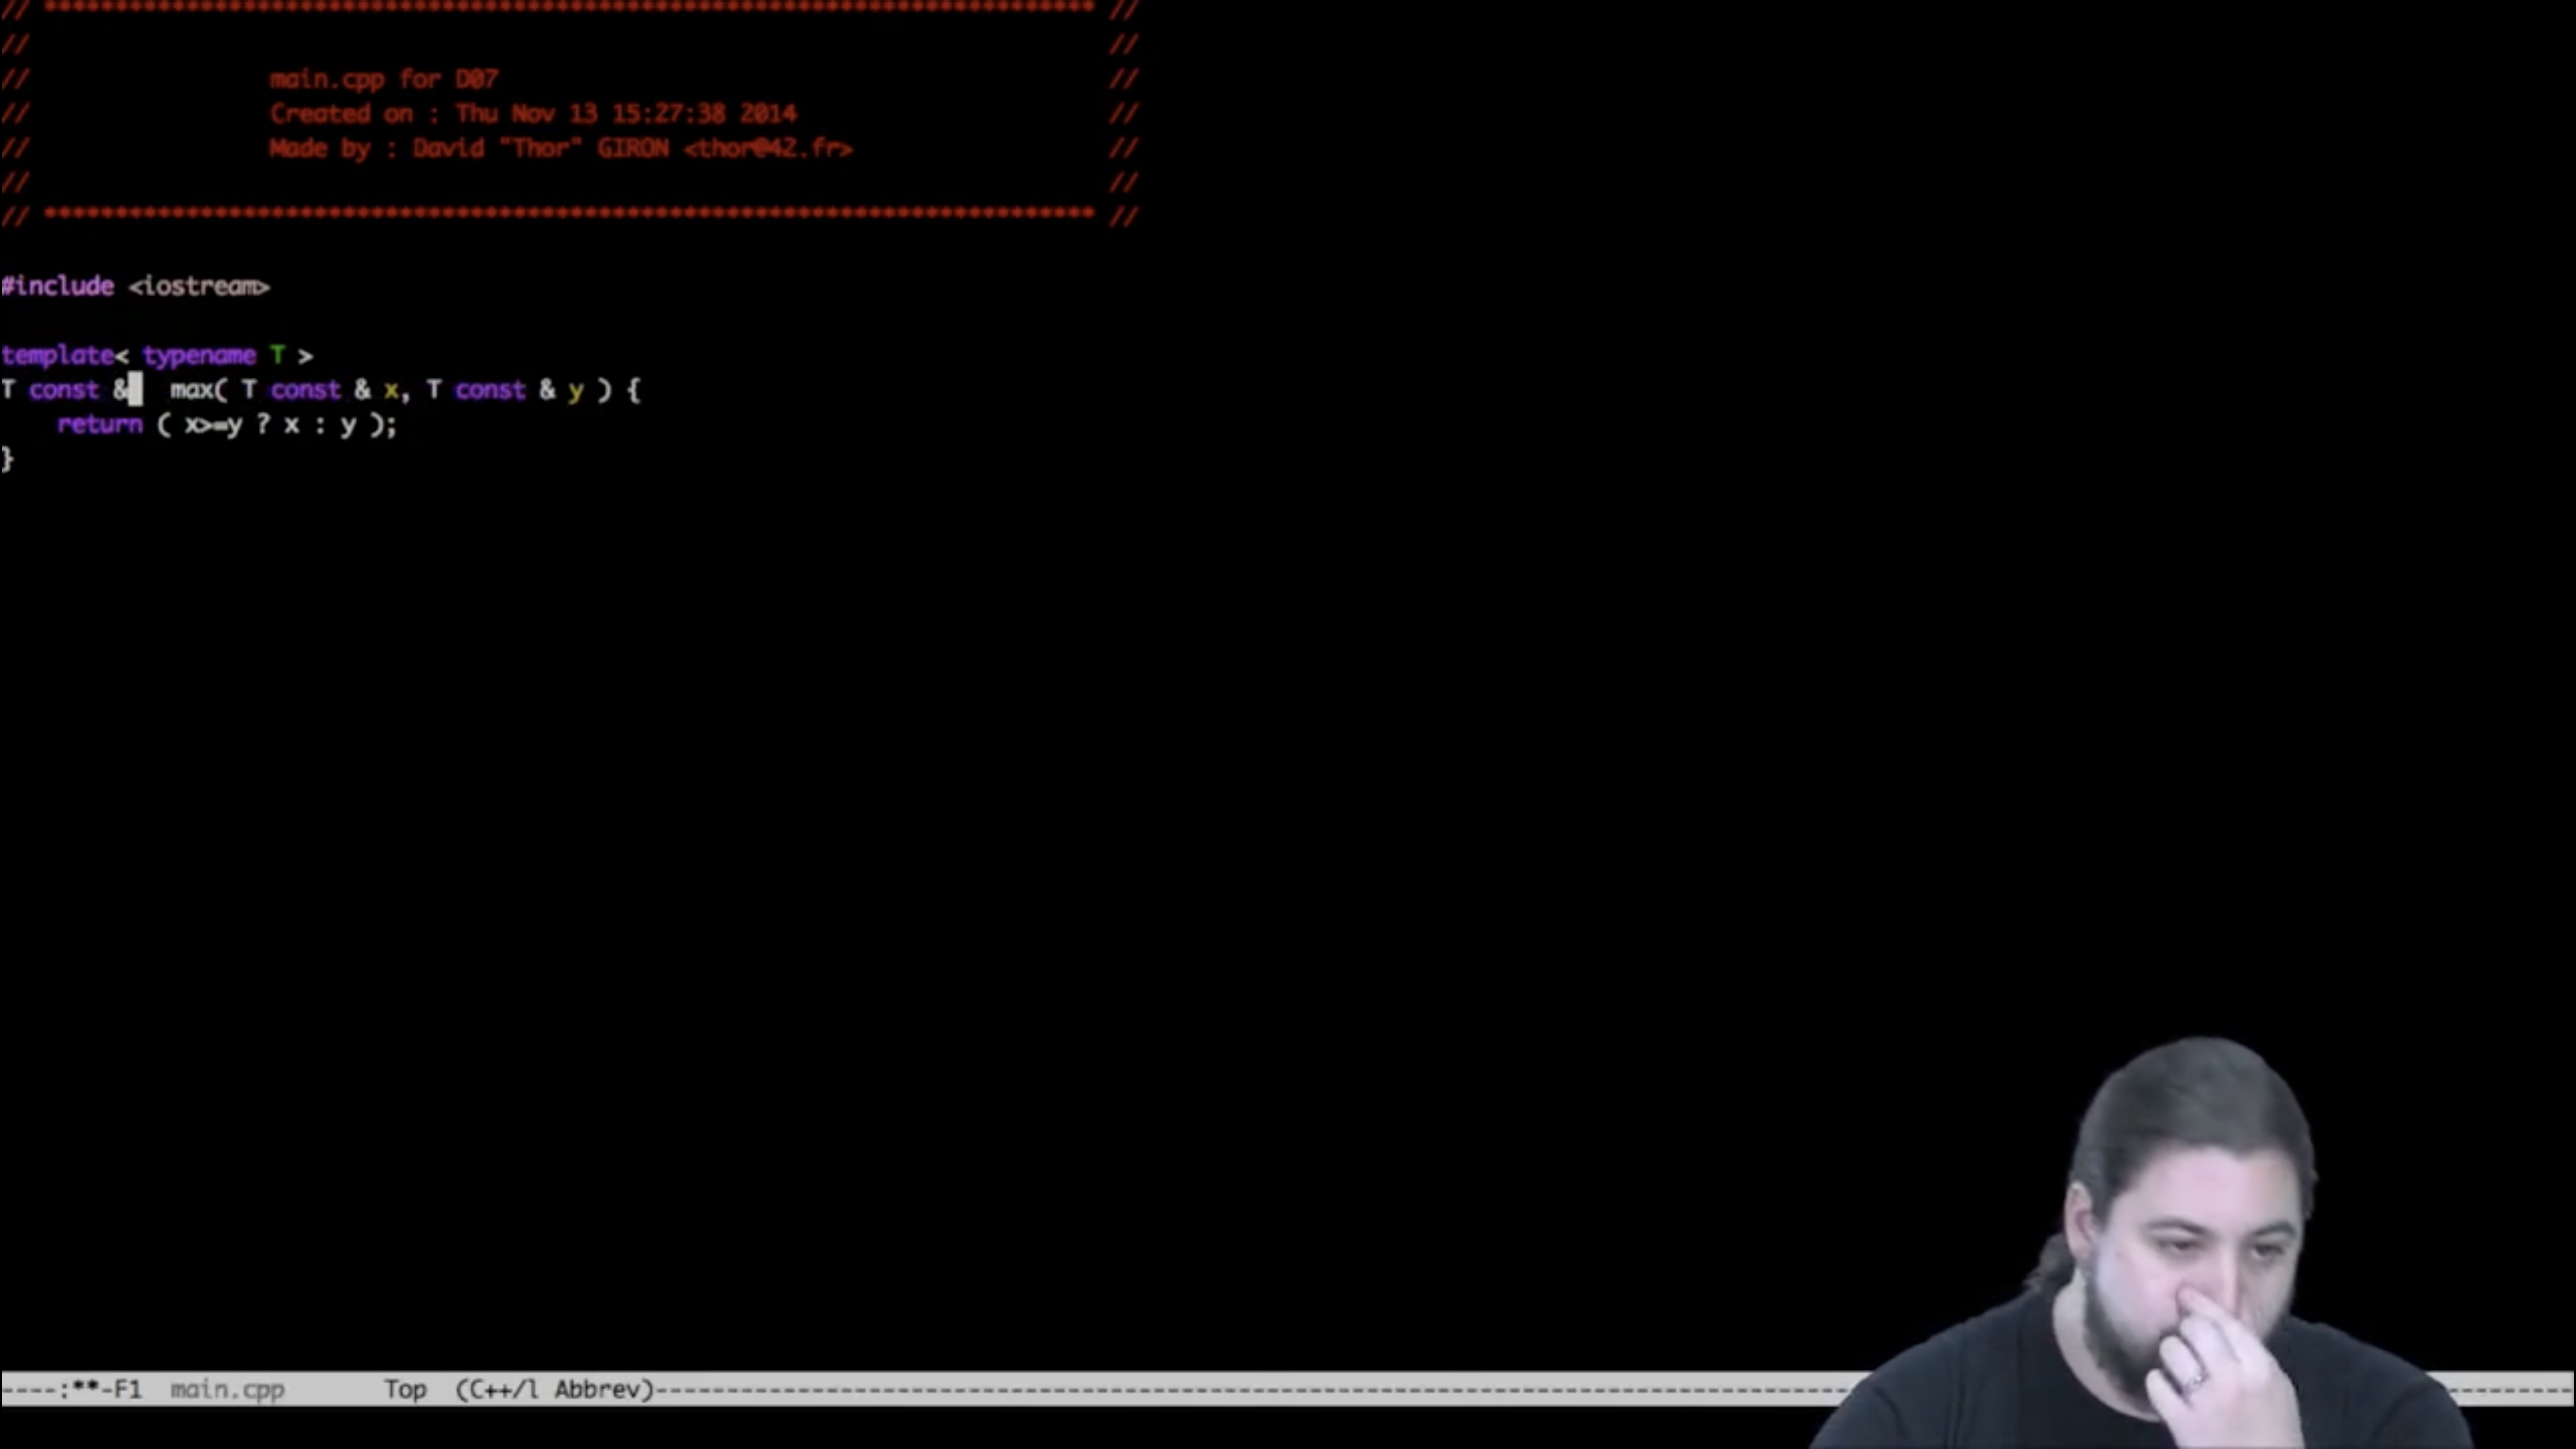 // ************************************************************************** //
//                                                                            //
//                 main.cpp for D07                                           //
//                 Created on : Thu Nov 13 15:27:38 2014                      //
//                 Made by : David "Thor" GIRON <thor@42.fr>                  //
//                                                                            //
// ************************************************************************** //
#include <iostream>
template< typename T >
T const &  max( T const & x, T const & y ) {
    return ( x>=y ? x : y );
}
----:**-F1  main.cpp       Top  (C++/l Abbrev)----